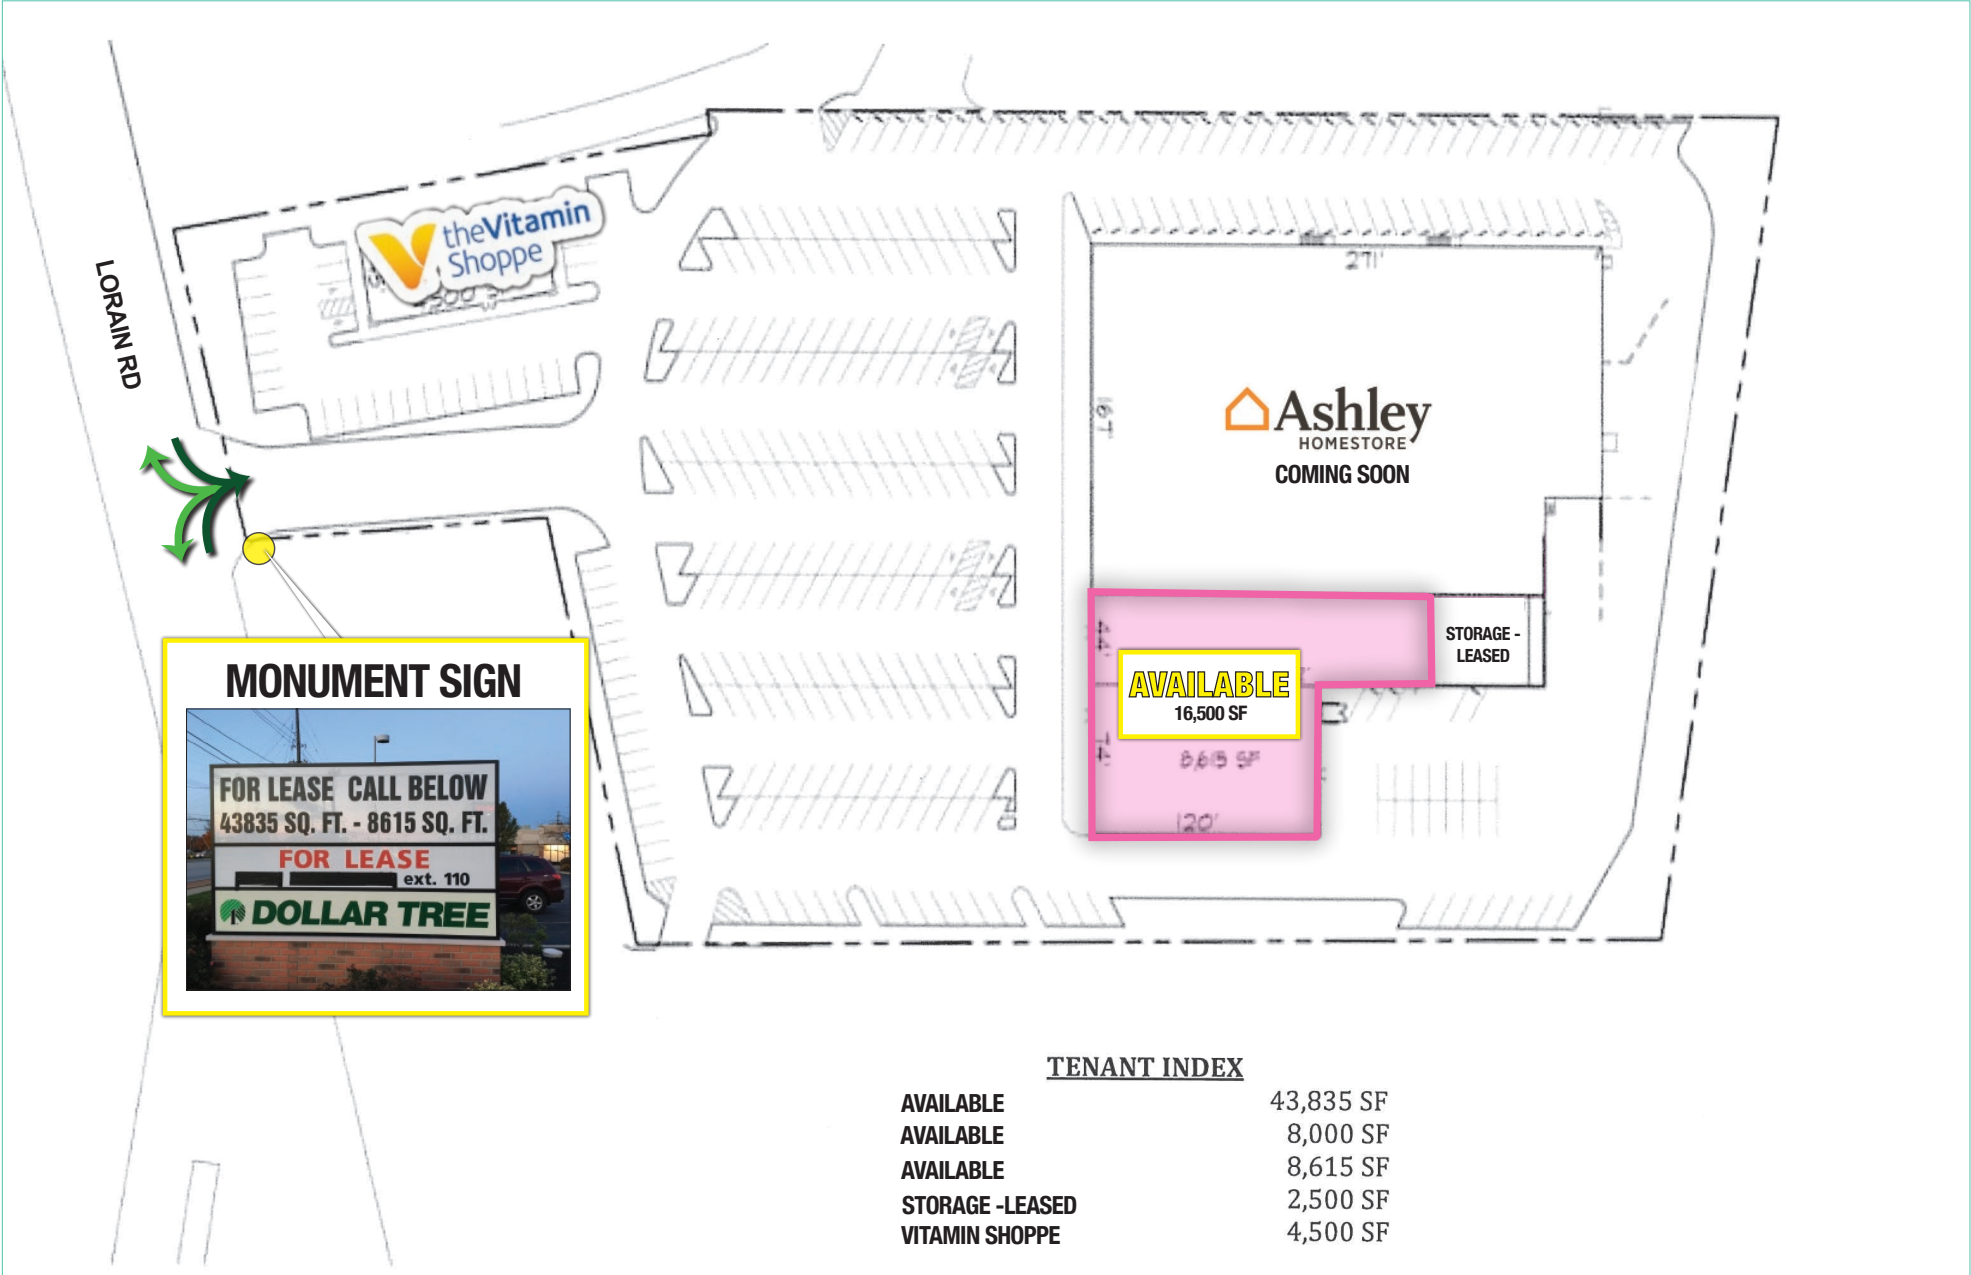 theVitamin
Shoppe
LORAIN RD
271'
167'
Ashley
HOMESTORE
COMING SOON
STORAGE -
LEASED
44'
AVAILABLE
16,500 SF
74'
8,615 SF
120'
MONUMENT SIGN
FOR LEASE CALL BELOW
43835 SQ. FT. - 8615 SQ. FT.
FOR LEASE
ext. 110
DOLLAR TREE
TENANT INDEX
AVAILABLE 43,835 SF
AVAILABLE 8,000 SF
AVAILABLE 8,615 SF
STORAGE -LEASED 2,500 SF
VITAMIN SHOPPE 4,500 SF